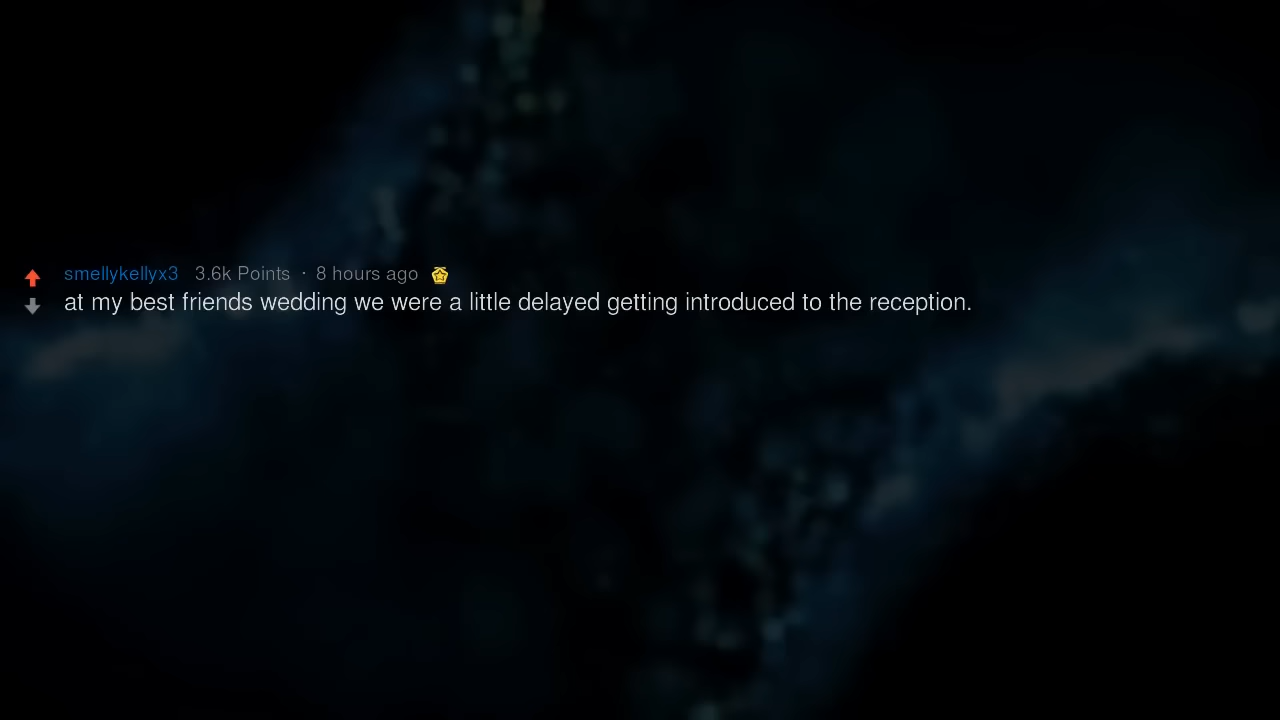 smellykellyx3 3.6k Points · 8 hours ago
at my best friends wedding we were a little delayed getting introduced to the reception.